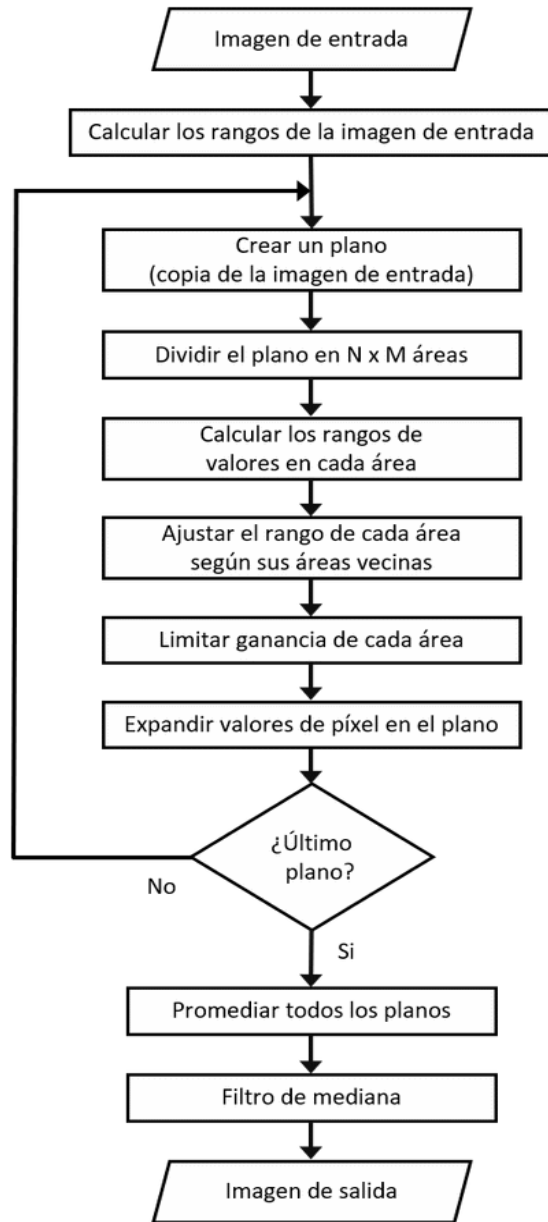 Imagen de entrada
Calcular los rangos de la imagen de entrada
Crear un plano
(copia de la imagen de entrada)
Dividir el plano en N x M áreas
Calcular los rangos de
valores en cada área
Ajustar el rango de cada área
según sus áreas vecinas
Limitar ganancia de cada área
Expandir valores de píxel en el plano
¿Último
plano?
No
Si
Promediar todos los planos
Filtro de mediana
Imagen de salida